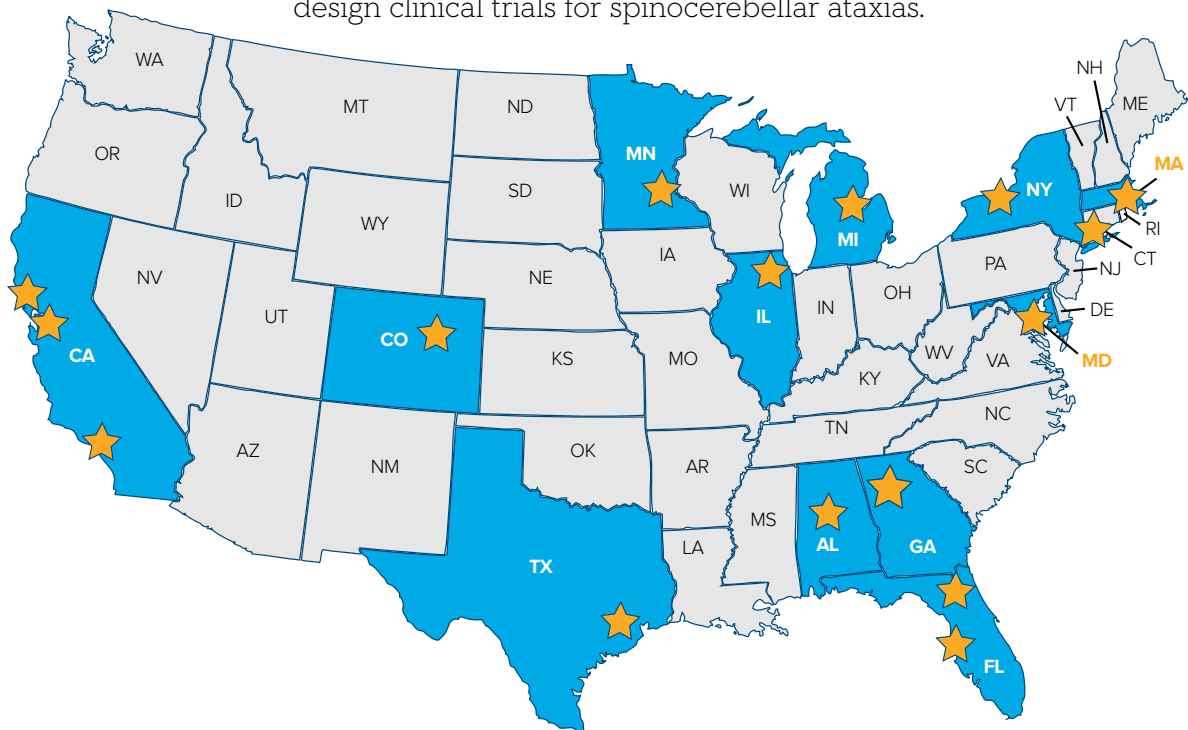 design clinical trials for spinocerebellar ataxias.
WA
MT
ND
MN
OR
ID
SD
WI
WY
MI
NH
VT
ME
NY
MA
RI
CT
NV
UT
NE
IA
PA
NJ
DE
CA
CO
KS
MO
IL
IN
OH
WV
VA
MD
KY
AZ
NM
OK
AR
TN
NC
SC
MS
AL
GA
LA
TX
FL